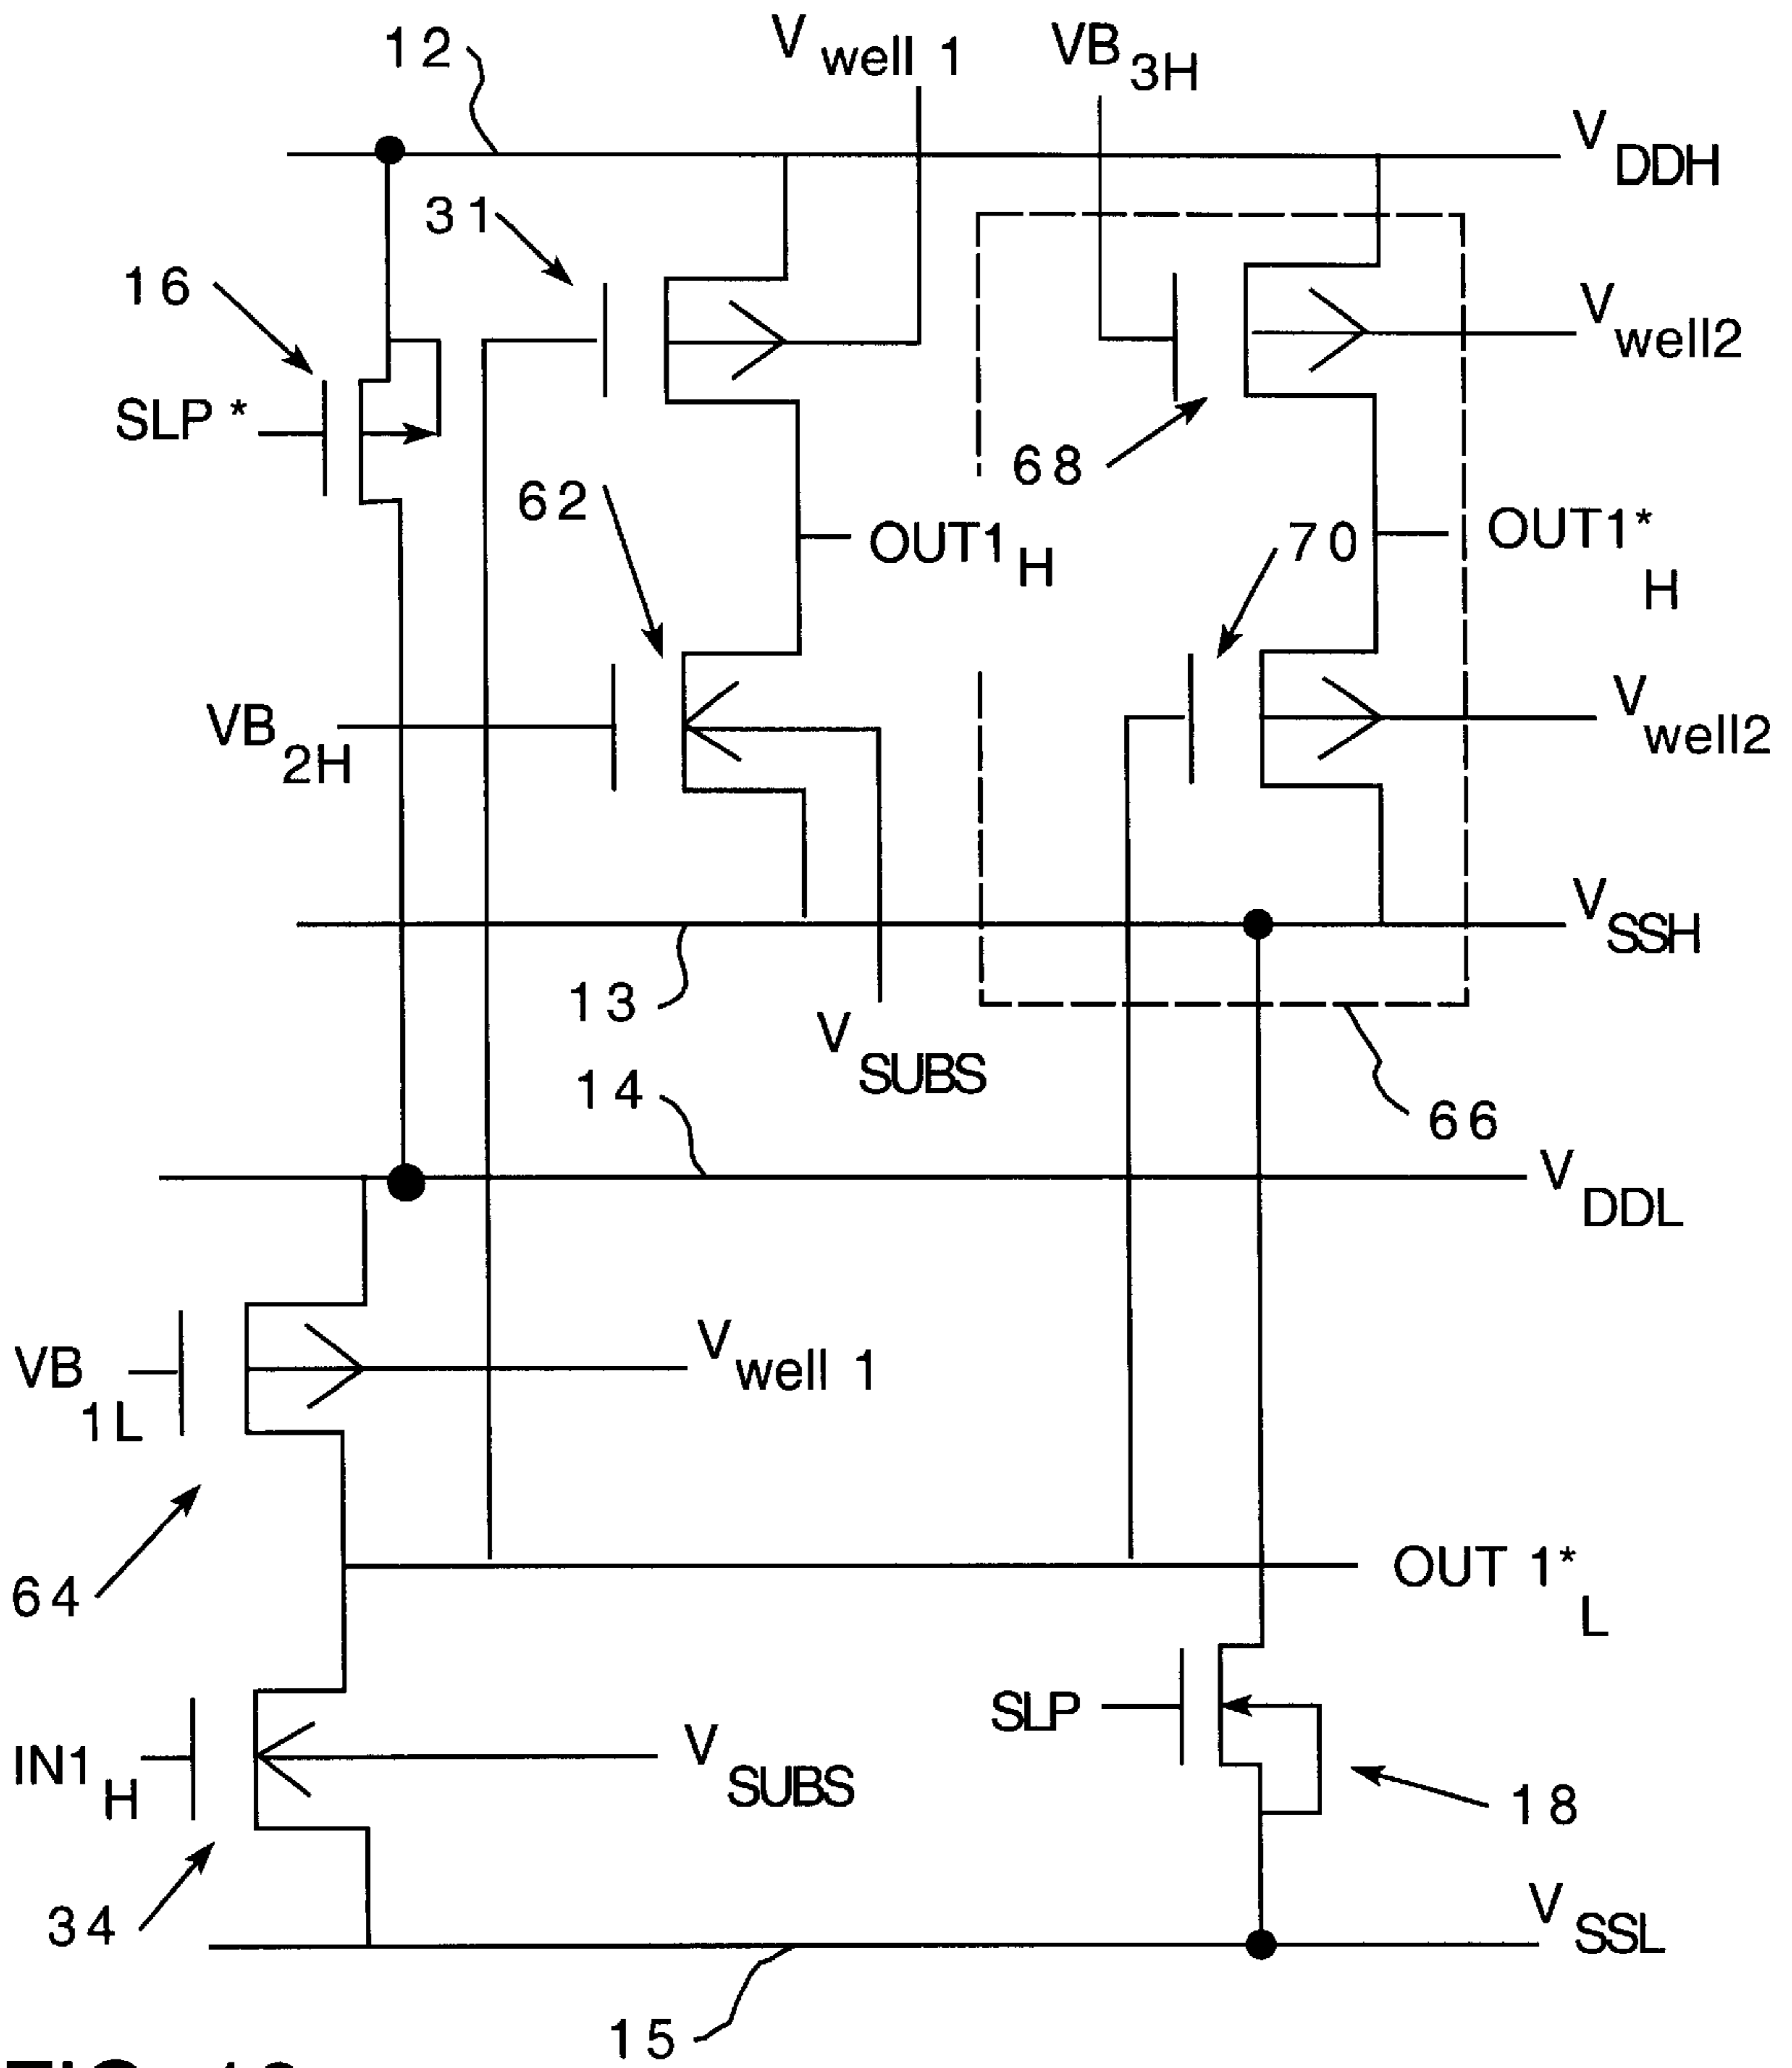 12
V well 1
VB 3H
V DDH
31
16
V well2
SLP *
68
62
OUT1 H
70
OUT1* H
VB 2H
V well2
V SSH
13
V SUBS
14
66
V DDL
VB 1L
V well 1
64
OUT 1* L
SLP
IN1 H
V SUBS
18
34
V SSL
15